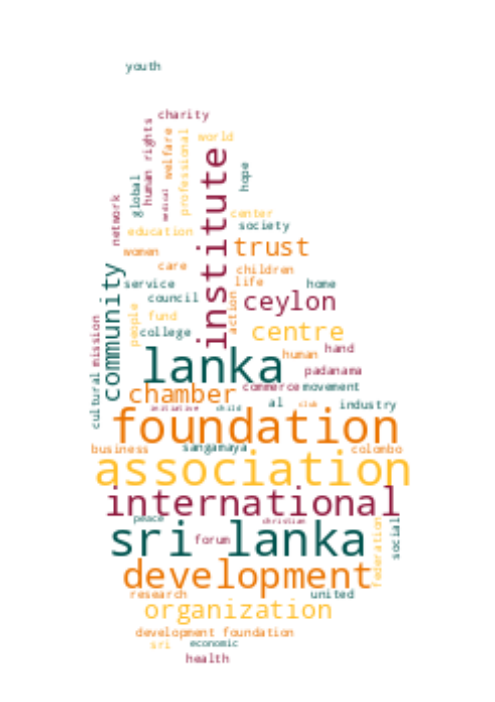 youth
charity
world
human rights
welfare
professional
medical
institute
hope
global
network
center
society
education
women
trust
care
children
life
service
home
community
council
action
ceylon
people
fund
college
centre
mission
cultural
hand
human
lanka
padanama
chamber
commerce
movement
initiative
child
al
club
industry
foundation
business
sangamaya
colombo
association
international
peace
christian
sri lanka
forum
social
federation
development
research
united
organization
development foundation
sri
economic
health